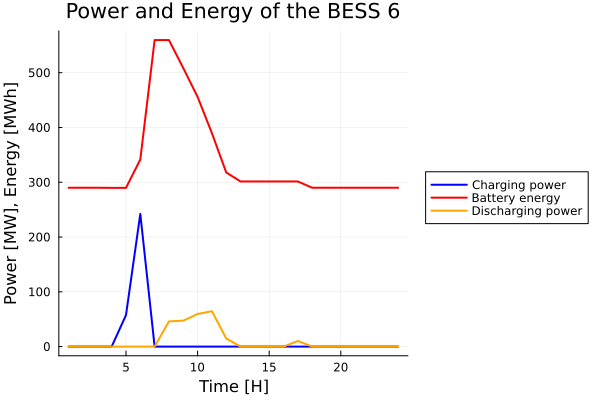 Power and Energy of the BESS 6
Power [MW], Energy [MWh]
500
400
300
200
100
0
5 10 15 20
Time [H]
Charging power
Battery energy
Discharging power